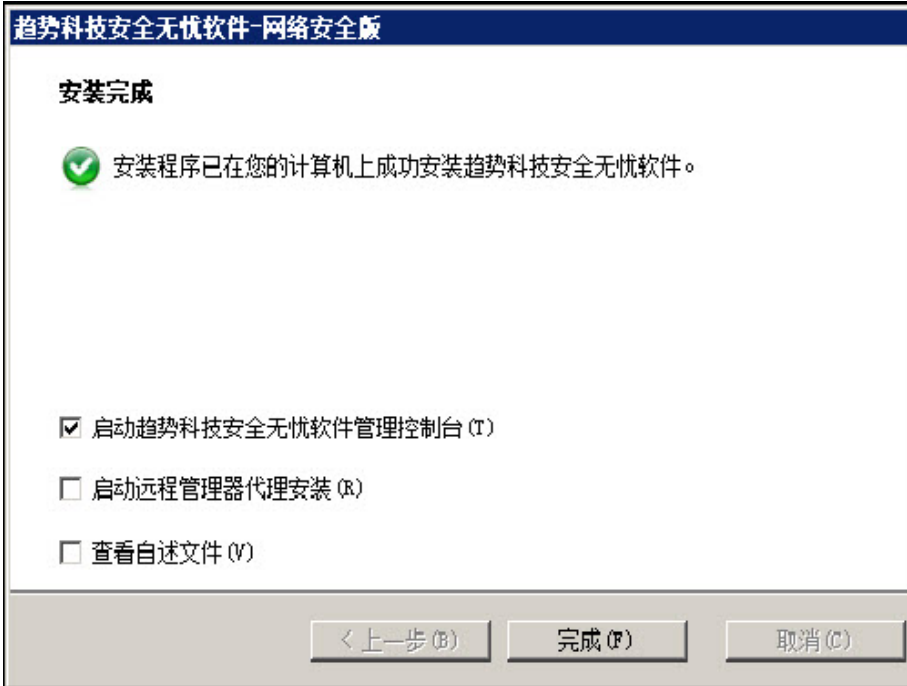 趋势科技安全无忧软件-网络安全版
安装完成
安装程序已在您的计算机上成功安装趋势科技安全无忧软件。
启动趋势科技安全无忧软件管理控制台(T)
启动远程管理器代理安装(R)
查看自述文件(V)
< 上一步(B) 完成(F) 取消(C)